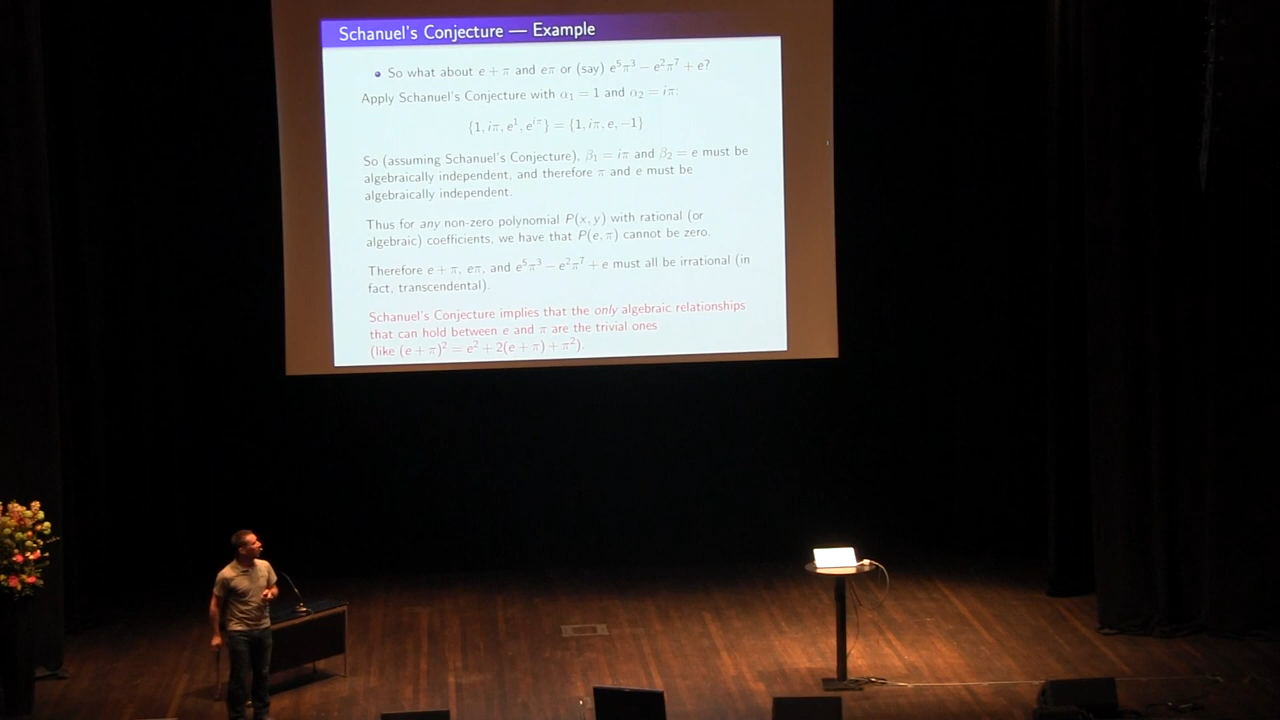 Schanuel's Conjecture — Example
• So what about e + π and eπ or (say) e⁵π³ − e²π⁷ + e?
Apply Schanuel's Conjecture with α₁ = 1 and α₂ = iπ:
{1, iπ, e¹, e^{iπ}} = {1, iπ, e, −1}
So (assuming Schanuel's Conjecture), β₁ = iπ and β₂ = e must be
algebraically independent, and therefore π and e must be
algebraically independent.
Thus for any non-zero polynomial P(x, y) with rational (or
algebraic) coefficients, we have that P(e, π) cannot be zero.
Therefore e + π, eπ, and e⁵π³ − e²π⁷ + e must all be irrational (in
fact, transcendental).
Schanuel's Conjecture implies that the only algebraic relationships
that can hold between e and π are the trivial ones
(like (e + π)² = e² + 2(e + π) + π²).